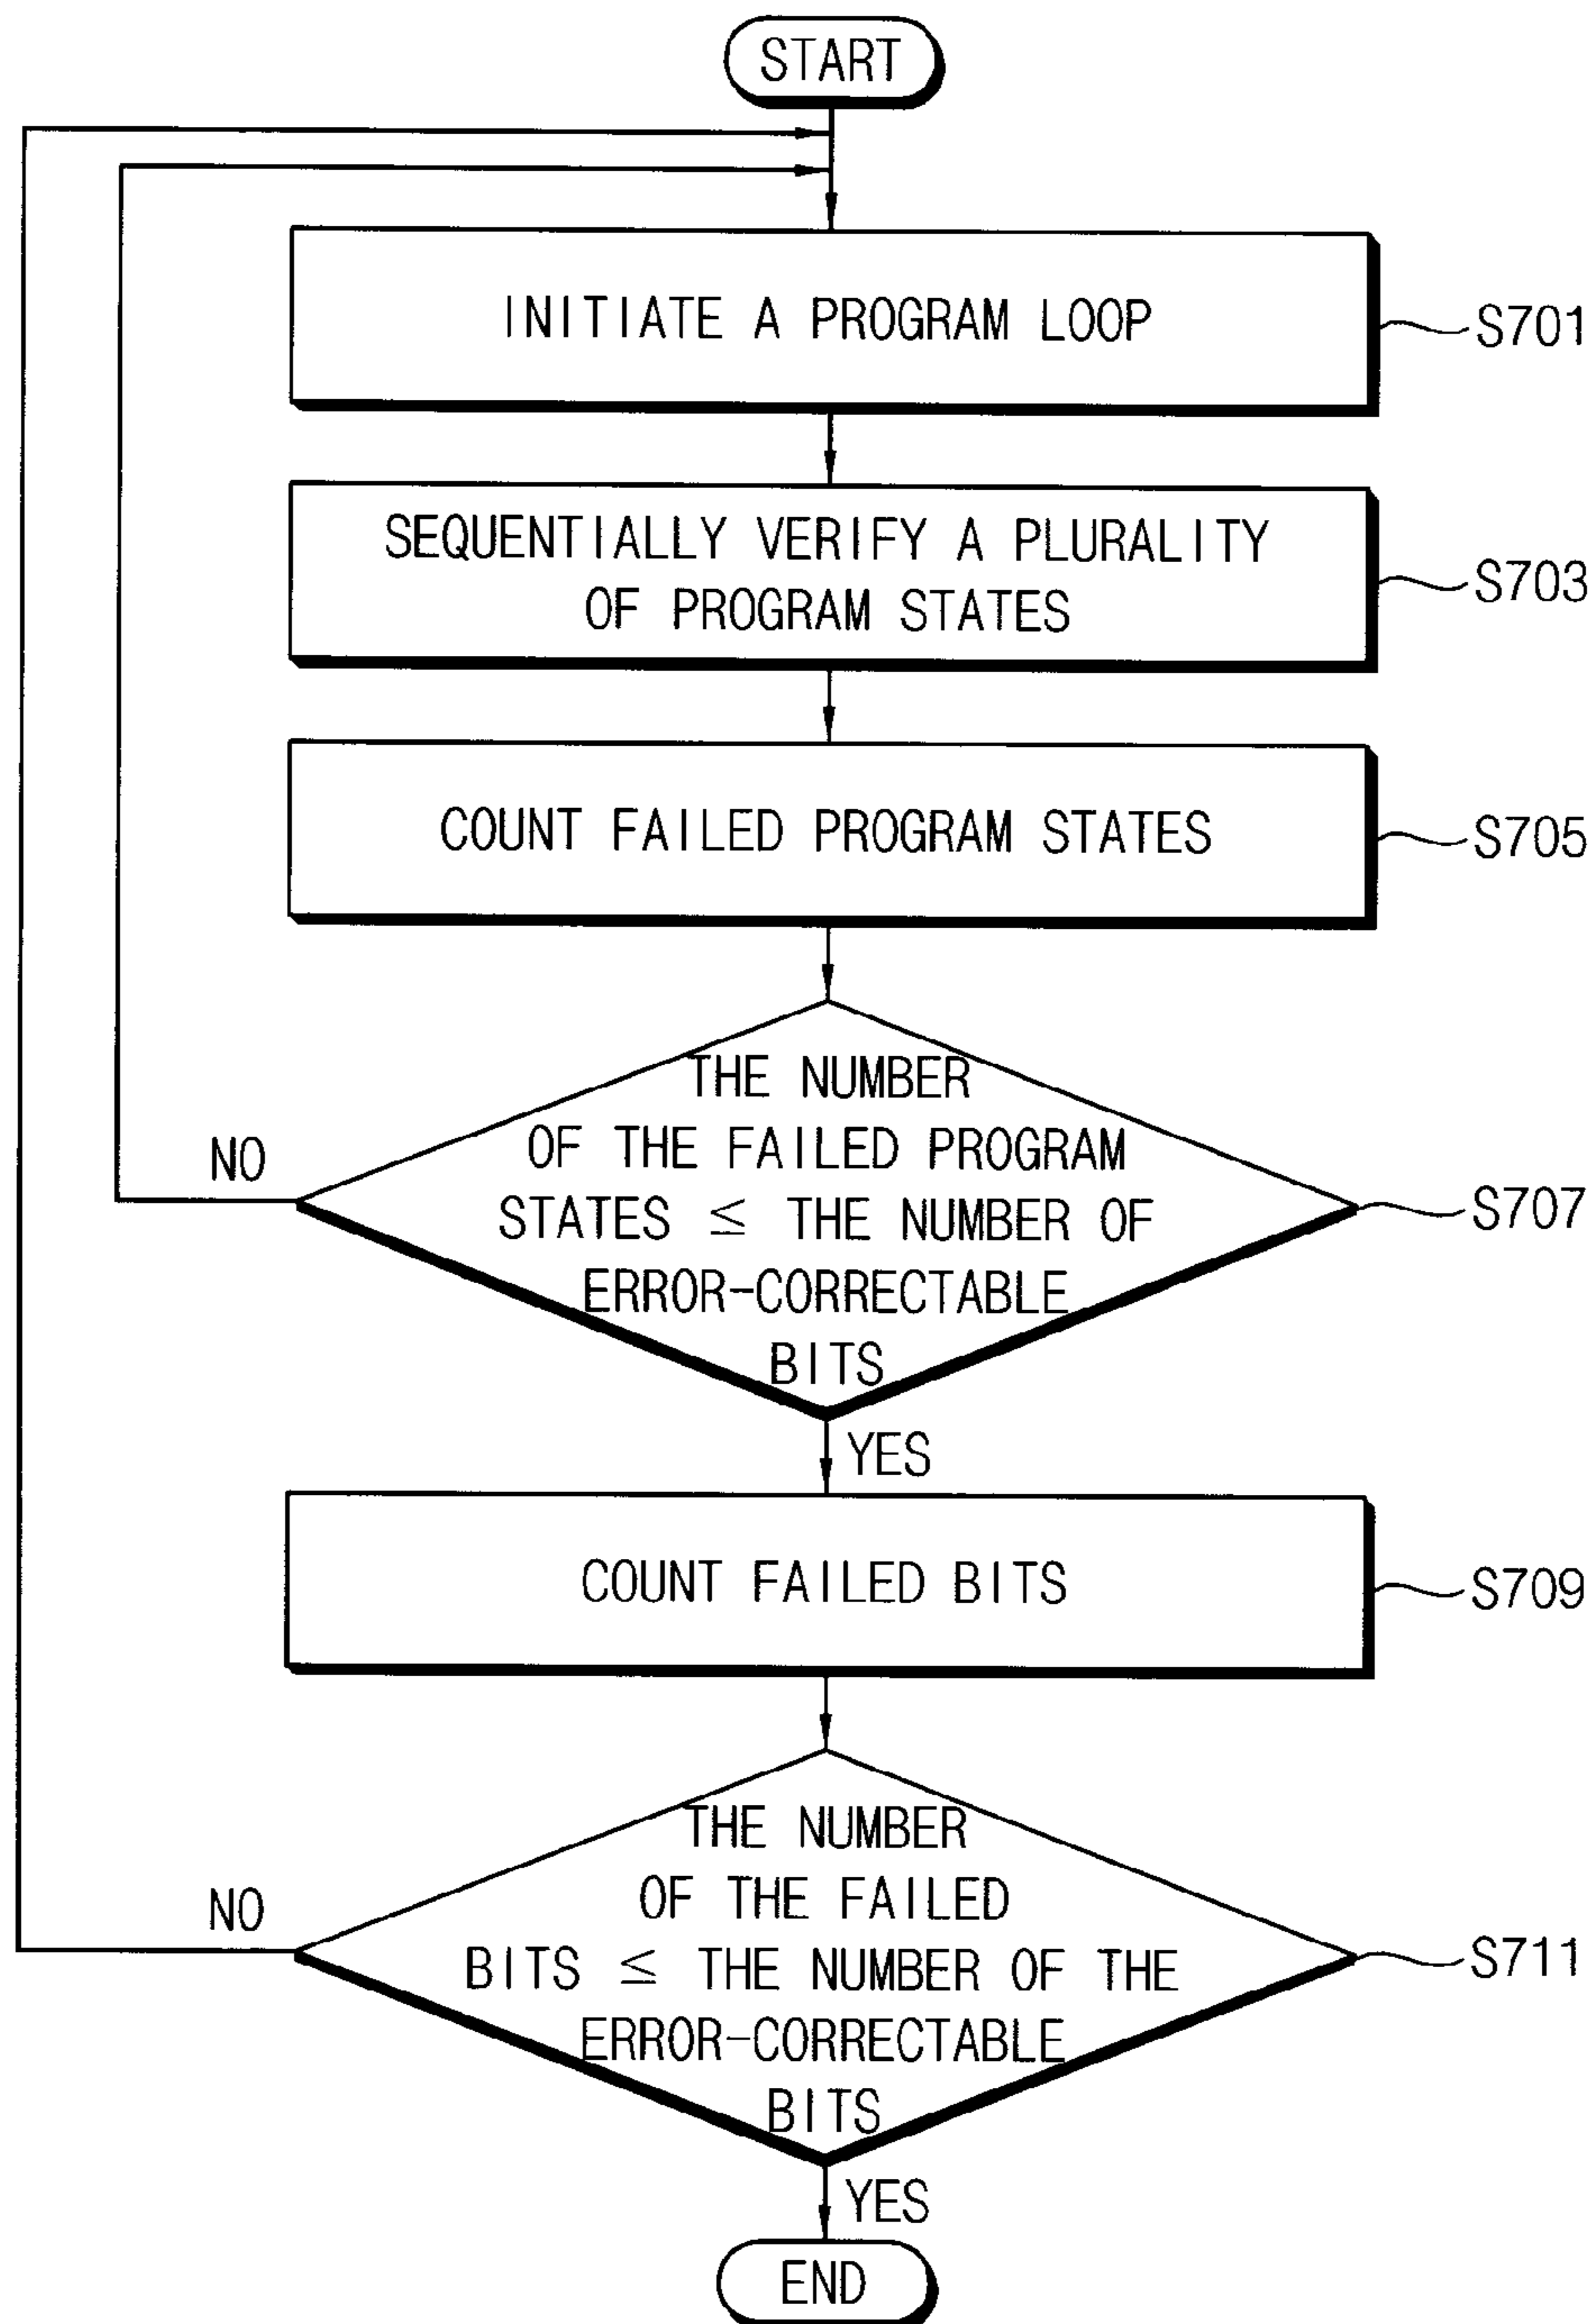 START
INITIATE A PROGRAM LOOP
S701
SEQUENTIALLY VERIFY A PLURALITY
OF PROGRAM STATES
S703
COUNT FAILED PROGRAM STATES
S705
THE NUMBER
OF THE FAILED PROGRAM
STATES ≤ THE NUMBER OF
ERROR-CORRECTABLE
BITS
NO
S707
YES
COUNT FAILED BITS
S709
THE NUMBER
OF THE FAILED
BITS ≤ THE NUMBER OF THE
ERROR-CORRECTABLE
BITS
NO
S711
YES
END